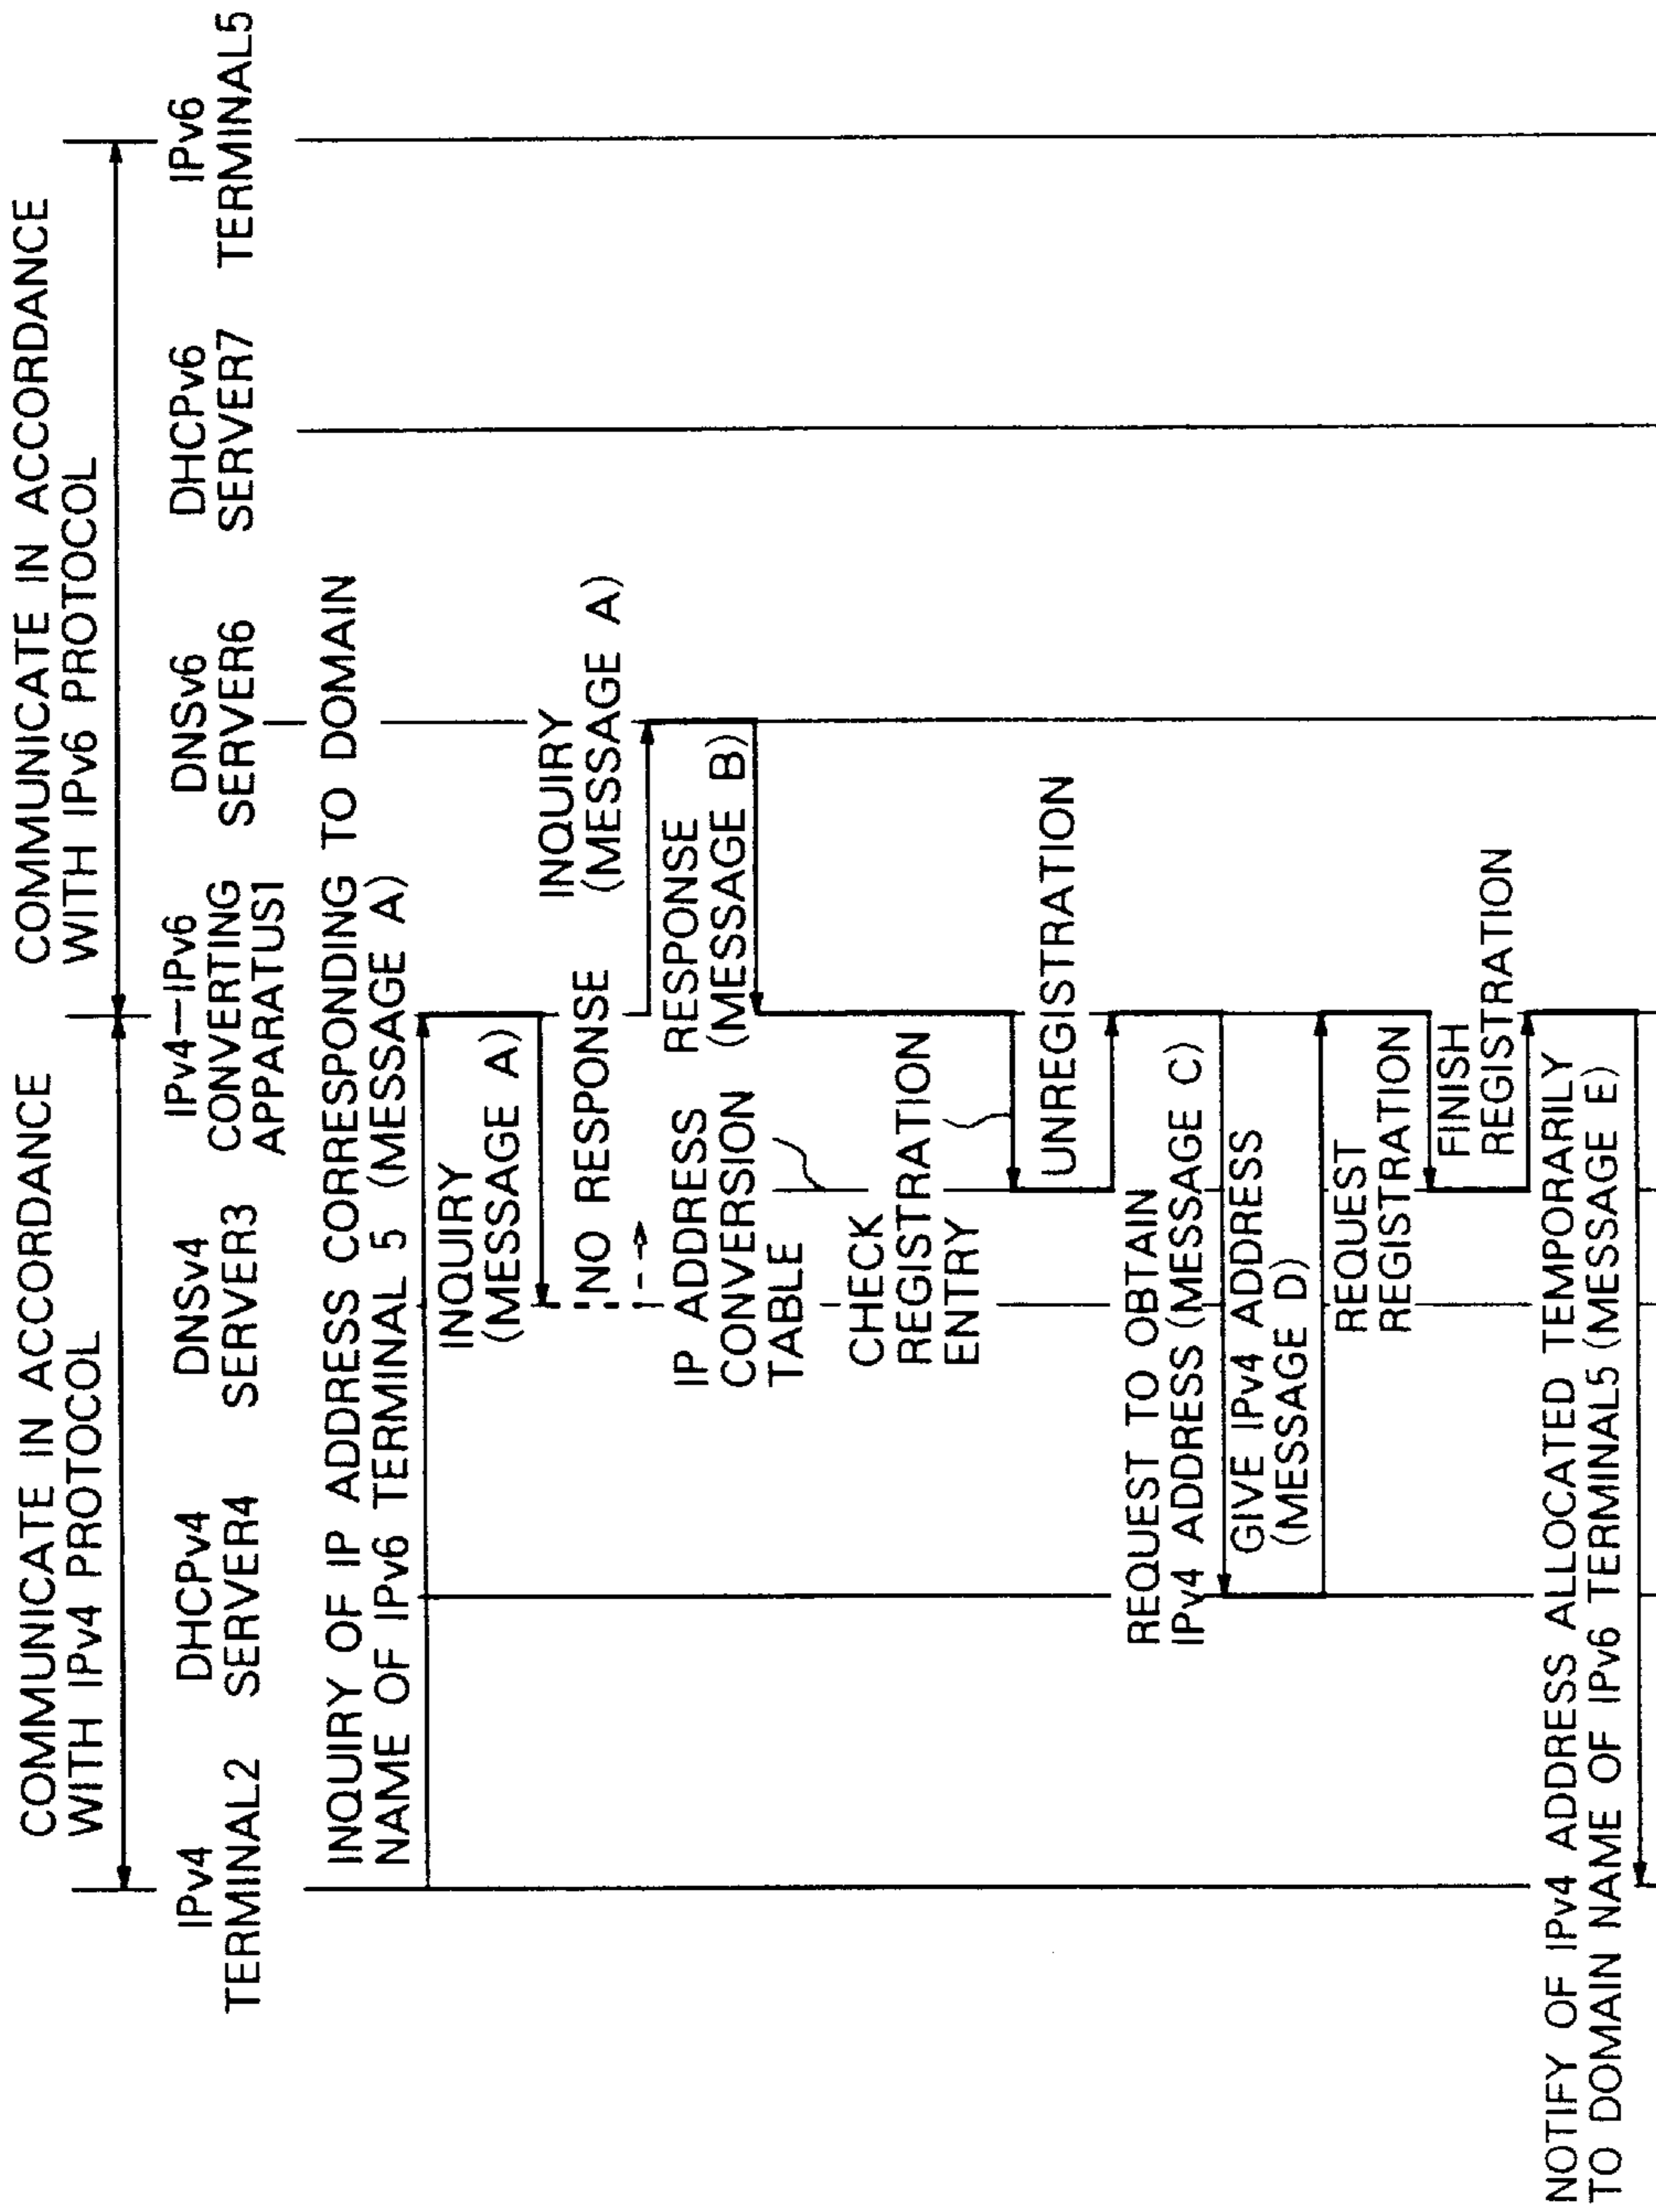 COMMUNICATE IN ACCORDANCE
WITH IPv4 PROTOCOL
COMMUNICATE IN ACCORDANCE
WITH IPv6 PROTOCOL
IPv4
TERMINAL2
DHCPv4
SERVER4
DNSv4
SERVER3
IPv4—IPv6
CONVERTING
APPARATUS1
DNSv6
SERVER6
DHCPv6
SERVER7
IPv6
TERMINAL5
INQUIRY OF IP ADDRESS CORRESPONDING TO DOMAIN
NAME OF IPv6 TERMINAL 5 (MESSAGE A)
INQUIRY
(MESSAGE A)
NO RESPONSE
INQUIRY
(MESSAGE A)
RESPONSE
(MESSAGE B)
IP ADDRESS
CONVERSION
TABLE
CHECK
REGISTRATION
ENTRY
UNREGISTRATION
REQUEST TO OBTAIN
IPv4 ADDRESS (MESSAGE C)
GIVE IPv4 ADDRESS
(MESSAGE D)
REQUEST
REGISTRATION
FINISH
REGISTRATION
NOTIFY OF IPv4 ADDRESS ALLOCATED TEMPORARILY
TO DOMAIN NAME OF IPv6 TERMINAL5 (MESSAGE E)